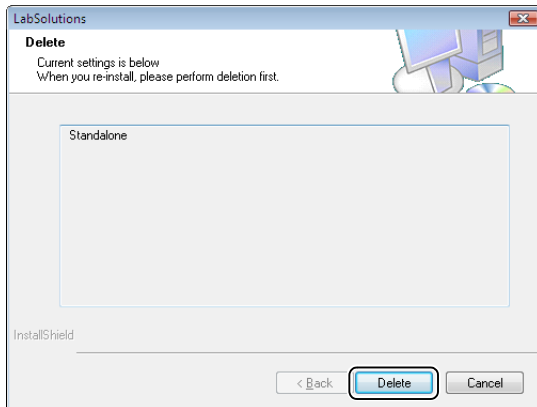 LabSolutions
Delete
Current settings is below
When you re-install, please perform deletion first.
Standalone
InstallShield
< Back
Delete
Cancel